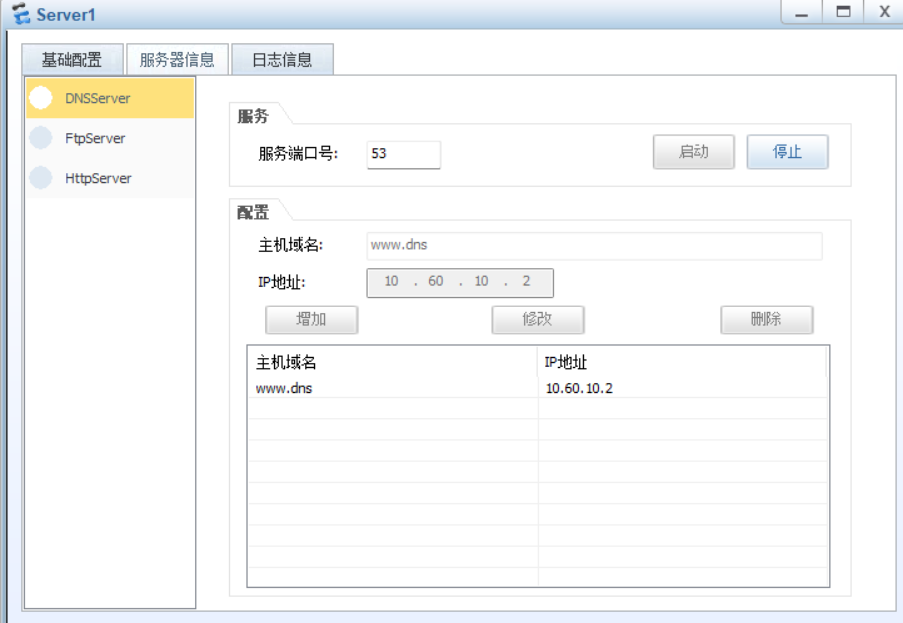 Server1
X
基础配置
服务器信息
日志信息
DNSServer
FtpServer
HttpServer
服务
服务端口号:
53
启动
停止
配置
主机域名:
www.dns
IP地址:
10 . 60 . 10 . 2
增加
修改
删除
主机域名
IP地址
www.dns
10.60.10.2